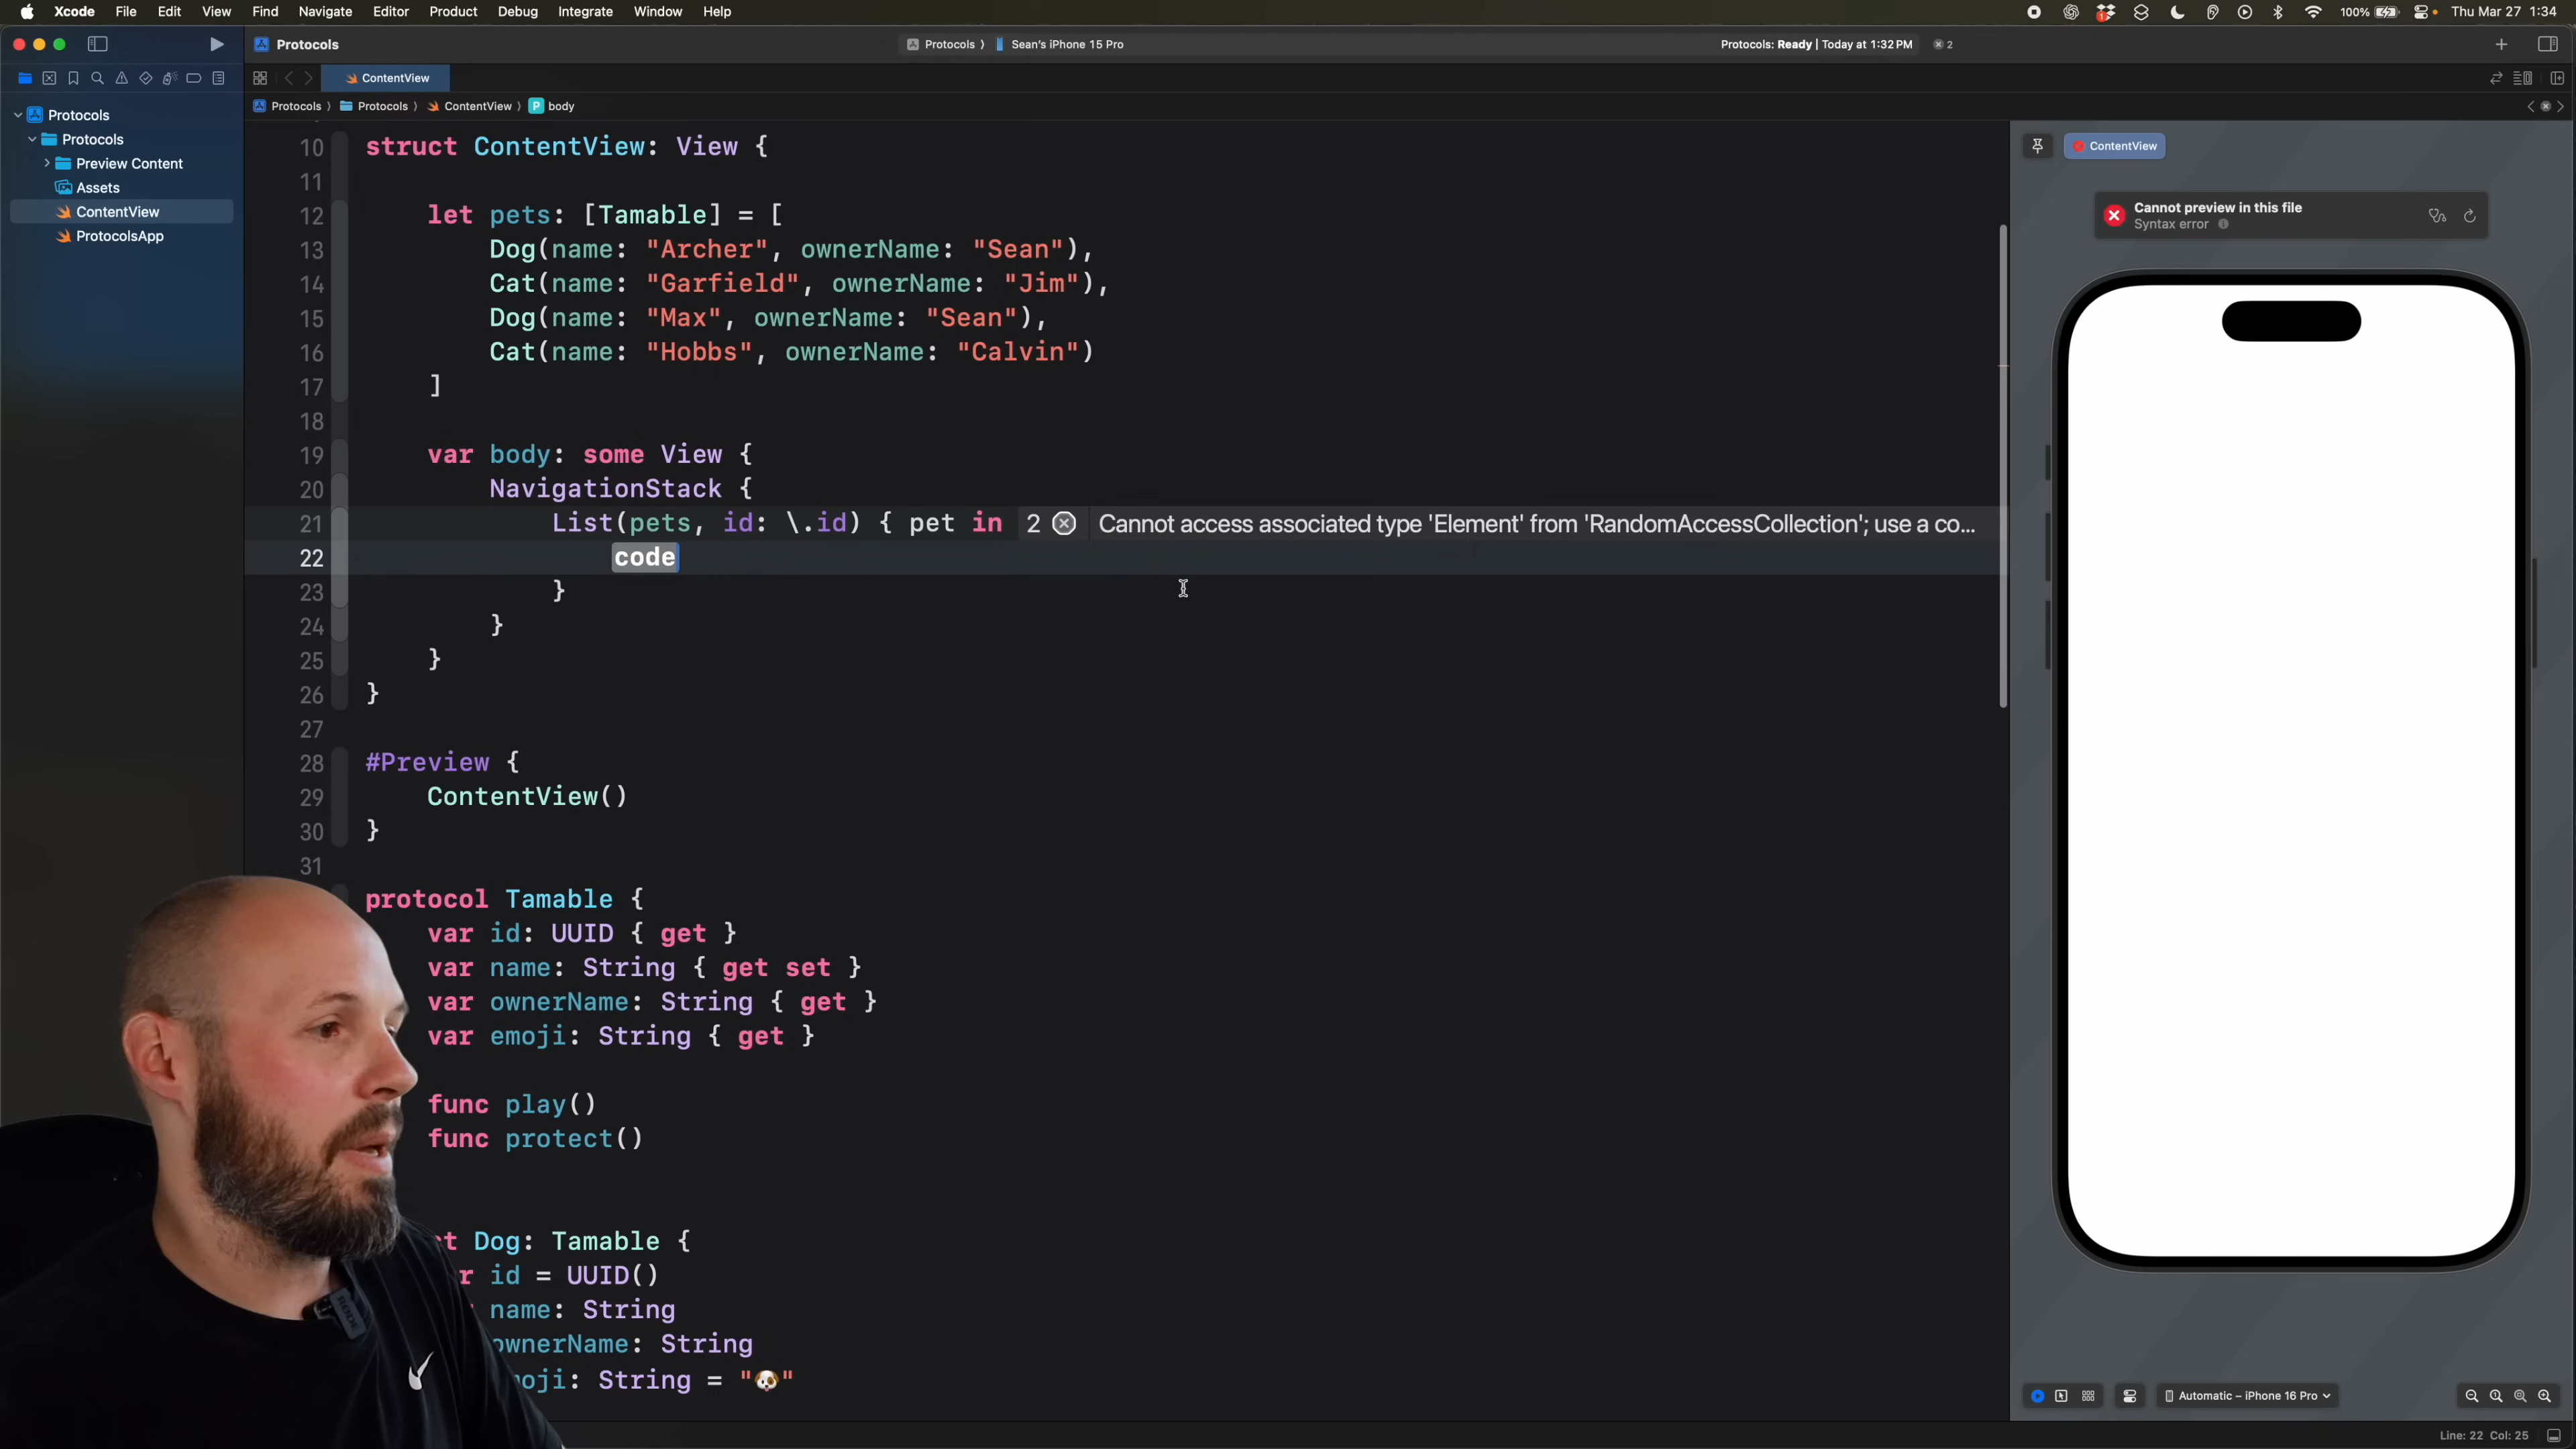 Xcode File Edit View Find Navigate Editor Product Debug Integrate Window Help
100% Thu Mar 27 1:34
Protocols
Protocols 〉 Sean's iPhone 15 Pro
Protocols: Ready | Today at 1:32 PM
2
ContentView
Protocols 〉 Protocols 〉 ContentView 〉 P body
Protocols
Protocols
Preview Content
Assets
ContentView
ProtocolsApp
10 struct ContentView: View {
11
12 let pets: [Tamable] = [
13 Dog(name: "Archer", ownerName: "Sean"),
14 Cat(name: "Garfield", ownerName: "Jim"),
15 Dog(name: "Max", ownerName: "Sean"),
16 Cat(name: "Hobbs", ownerName: "Calvin")
17 ]
18
19 var body: some View {
20 NavigationStack {
21 List(pets, id: \.id) { pet in 2 Cannot access associated type 'Element' from 'RandomAccessCollection'; use a co...
22 code
23 }
24 }
25 }
26 }
27
28 #Preview {
29 ContentView()
30 }
31
protocol Tamable {
var id: UUID { get }
var name: String { get set }
var ownerName: String { get }
var emoji: String { get }
func play()
func protect()
Dog: Tamable {
id = UUID()
name: String
ownerName: String
String = "🐶"
ContentView
Cannot preview in this file
Syntax error
Automatic – iPhone 16 Pro
Line: 22 Col: 25
RØDE